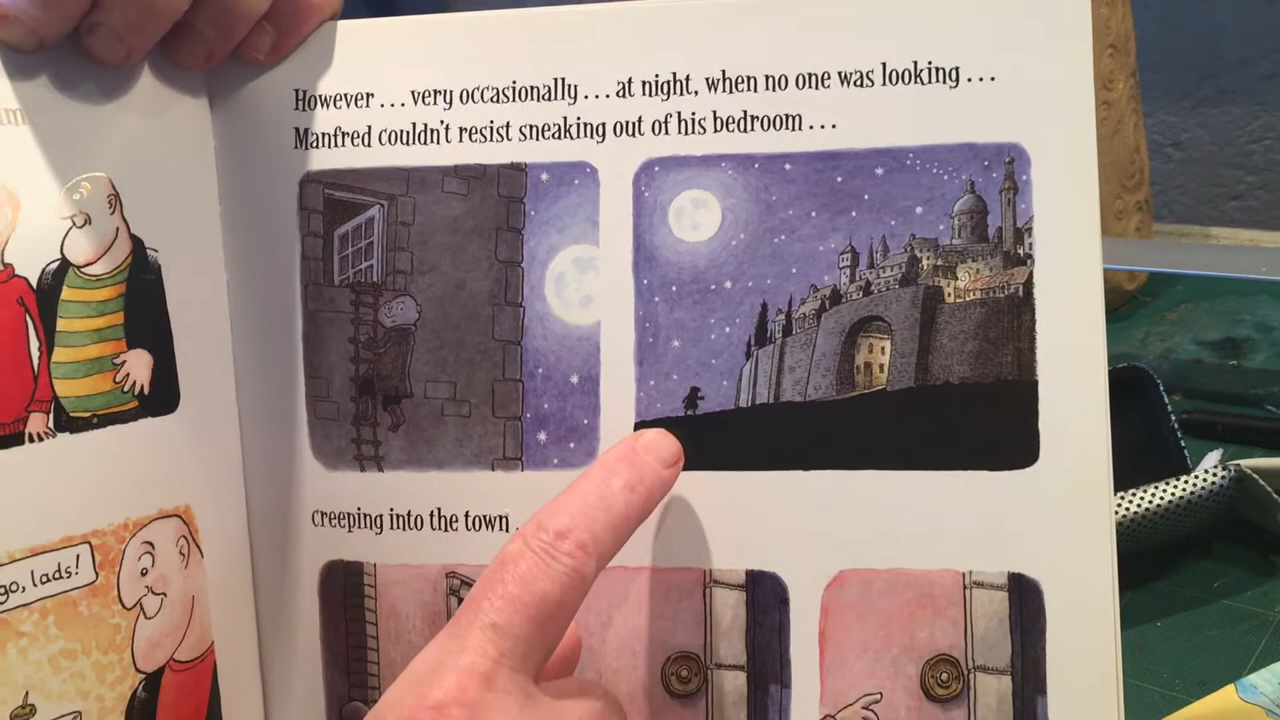 However ... very occasionally ... at night, when no one was looking ...
Manfred couldn't resist sneaking out of his bedroom ...
creeping into the town .
go, lads!